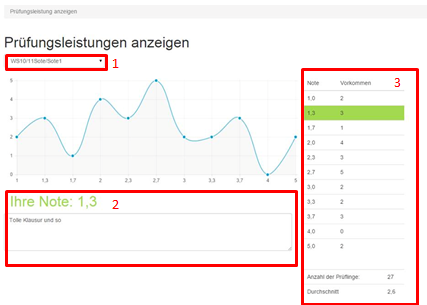 Prüfungsleistung anzeigen
Prüfungsleistungen anzeigen
WS10/11Sote/Sote1
1
5
4
3
2
1
0
1 1,3 1,7 2 2,3 2,7 3 3,3 3,7 4 5
Ihre Note: 1,3 2
Tolle Klausur und so
Note Vorkommen 3
1,0 2
1,3 3
1,7 1
2,0 4
2,3 3
2,7 5
3,0 2
3,3 2
3,7 3
4,0 0
5,0 2
Anzahl der Prüflinge: 27
Durchschnitt 2,6